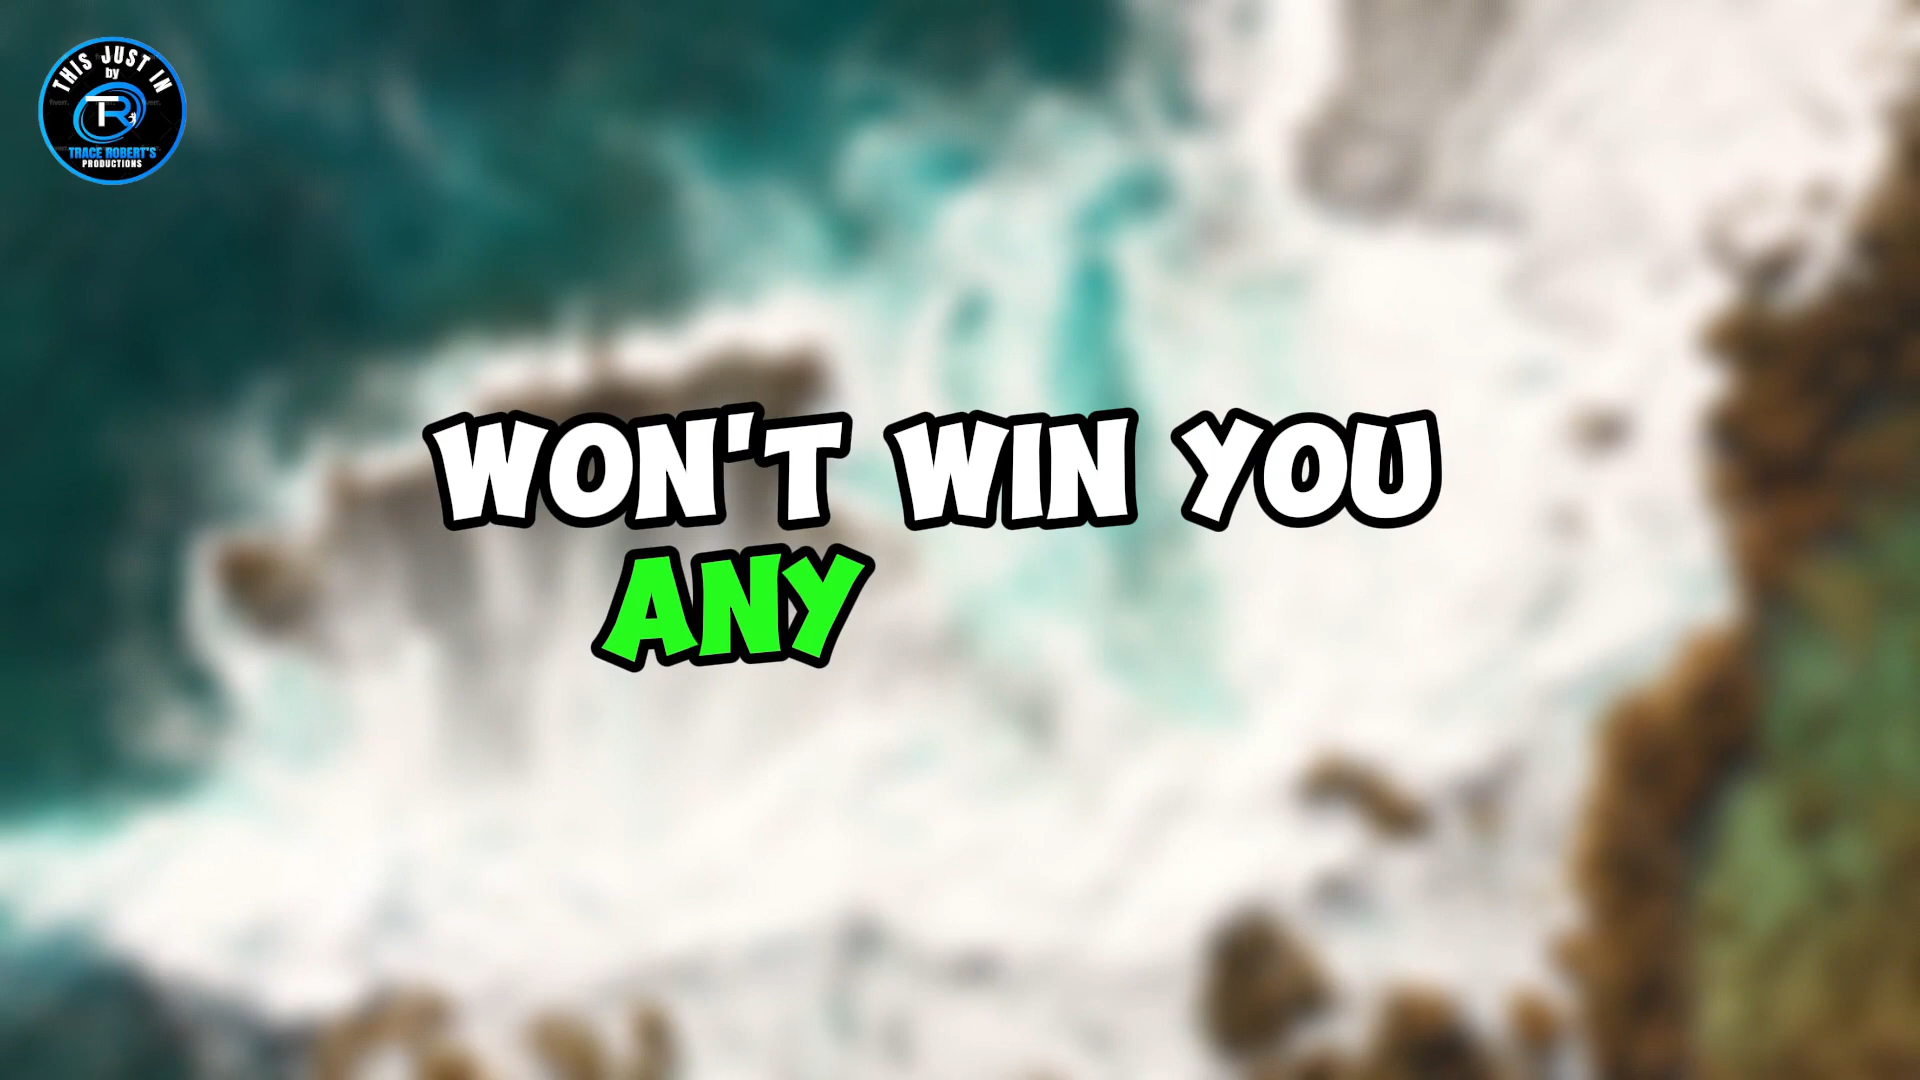 THIS JUST IN
by
TR
TRACE ROBERT'S
PRODUCTIONS
WON'T WIN YOU
ANY